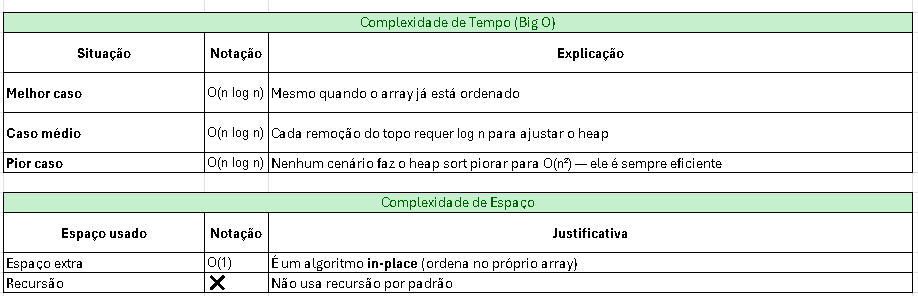 Complexidade de Tempo (Big O)
Situação Notação Explicação
Melhor caso O(n log n) Mesmo quando o array já está ordenado
Caso médio O(n log n) Cada remoção do topo requer log n para ajustar o heap
Pior caso O(n log n) Nenhum cenário faz o heap sort piorar para O(n²) — ele é sempre eficiente
Complexidade de Espaço
Espaço usado Notação Justificativa
Espaço extra O(1) É um algoritmo in-place (ordena no próprio array)
Recursão ❌ Não usa recursão por padrão